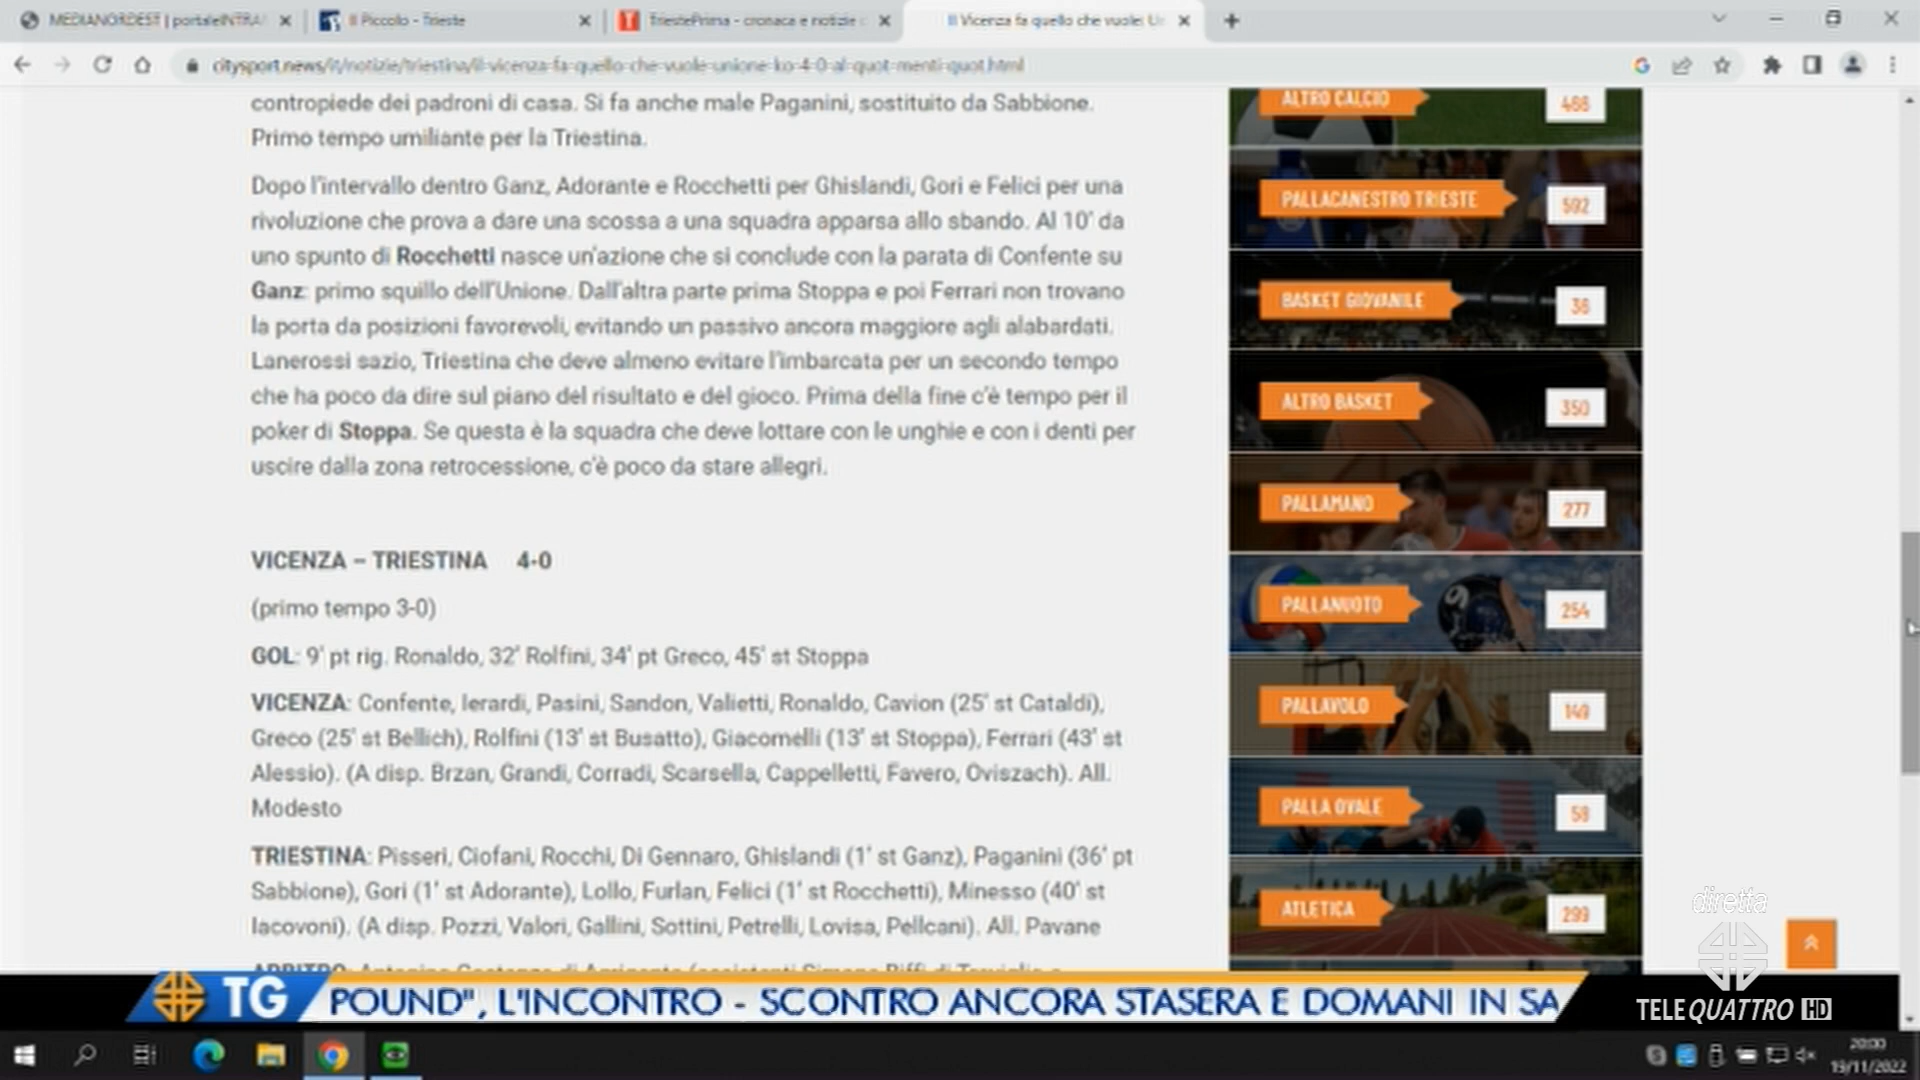 MEDIANORDEST | portaleINTRA
Il Piccolo - Trieste
TriestePrima - cronaca e notizie
Il Vicenza fa quello che vuole: Un
citysport.news/it/notizie/triestina/il-vicenza-fa-quello-che-vuole-unione-ko-4-0-al-quot-menti-quot.html
contropiede dei padroni di casa. Si fa anche male Paganini, sostituito da Sabbione.
Primo tempo umiliante per la Triestina.
Dopo l'intervallo dentro Ganz, Adorante e Rocchetti per Ghislandi, Gori e Felici per una
rivoluzione che prova a dare una scossa a una squadra apparsa allo sbando. Al 10' da
uno spunto di Rocchetti nasce un'azione che si conclude con la parata di Confente su
Ganz: primo squillo dell'Unione. Dall'altra parte prima Stoppa e poi Ferrari non trovano
la porta da posizioni favorevoli, evitando un passivo ancora maggiore agli alabardati.
Lanerossi sazio, Triestina che deve almeno evitare l'imbarcata per un secondo tempo
che ha poco da dire sul piano del risultato e del gioco. Prima della fine c'è tempo per il
poker di Stoppa. Se questa è la squadra che deve lottare con le unghie e con i denti per
uscire dalla zona retrocessione, c'è poco da stare allegri.
VICENZA – TRIESTINA 4-0
(primo tempo 3-0)
GOL: 9' pt rig. Ronaldo, 32' Rolfini, 34' pt Greco, 45' st Stoppa
VICENZA: Confente, Ierardi, Pasini, Sandon, Valietti, Ronaldo, Cavion (25' st Cataldi),
Greco (25' st Bellich), Rolfini (13' st Busatto), Giacomelli (13' st Stoppa), Ferrari (43' st
Alessio). (A disp. Brzan, Grandi, Corradi, Scarsella, Cappelletti, Favero, Oviszach). All.
Modesto
TRIESTINA: Pisseri, Ciofani, Rocchi, Di Gennaro, Ghislandi (1' st Ganz), Paganini (36' pt
Sabbione), Gori (1' st Adorante), Lollo, Furlan, Felici (1' st Rocchetti), Minesso (40' st
Iacovoni). (A disp. Pozzi, Valori, Gallini, Sottini, Petrelli, Lovisa, Pellcani). All. Pavane
ALTRO CALCIO 466
PALLACANESTRO TRIESTE 592
BASKET GIOVANILE 36
ALTRO BASKET 350
PALLAMANO 277
PALLANUOTO 254
PALLAVOLO 149
PALLA OVALE 58
ATLETICA 299
diretta
TELEQUATTRO HD
TG POUND", L'INCONTRO - SCONTRO ANCORA STASERA E DOMANI IN SA
20:00
19/11/2022